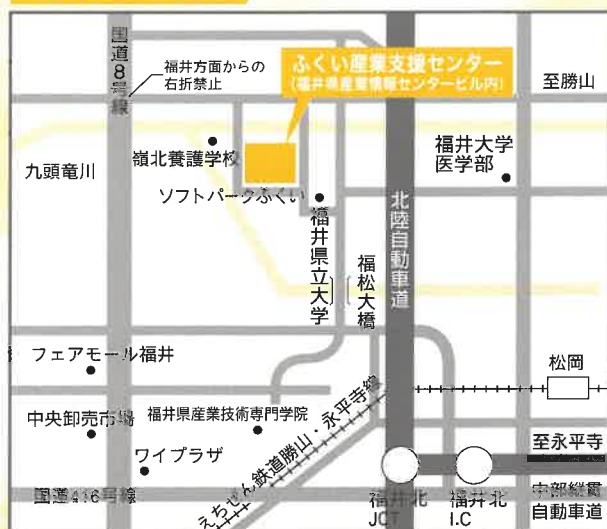 国道8号線
福井方面からの
右折禁止
ふくい産業支援センター
(福井県産業情報センタービル内)
至勝山
九頭竜川
嶺北養護学校
福井大学
医学部
ソフトパークふくい
福井県立大学
福松大橋
北陸自動車道
フェアモール福井
松岡
中央卸売市場
福井県産業技術専門学院
ワイプラザ
えちぜん鉄道勝山・永平寺線
至永平寺
国道416号線
福井北
JCT
福井北
I.C
中部縦貫
自動車道